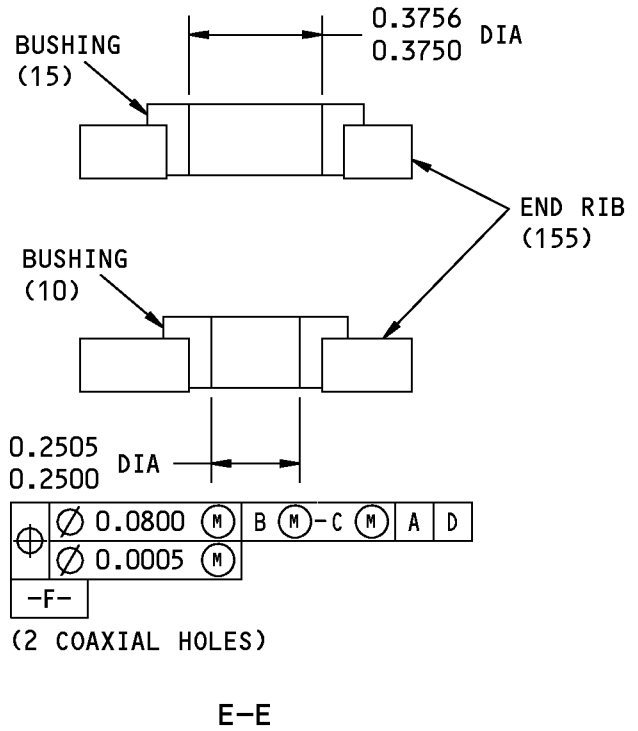 0.3756
0.3750 DIA
BUSHING
(15)
END RIB
(155)
BUSHING
(10)
0.2505
0.2500 DIA
⌖ ⌀ 0.0800 Ⓜ B Ⓜ-C Ⓜ A D
⌀ 0.0005 Ⓜ
-F-
(2 COAXIAL HOLES)
E-E